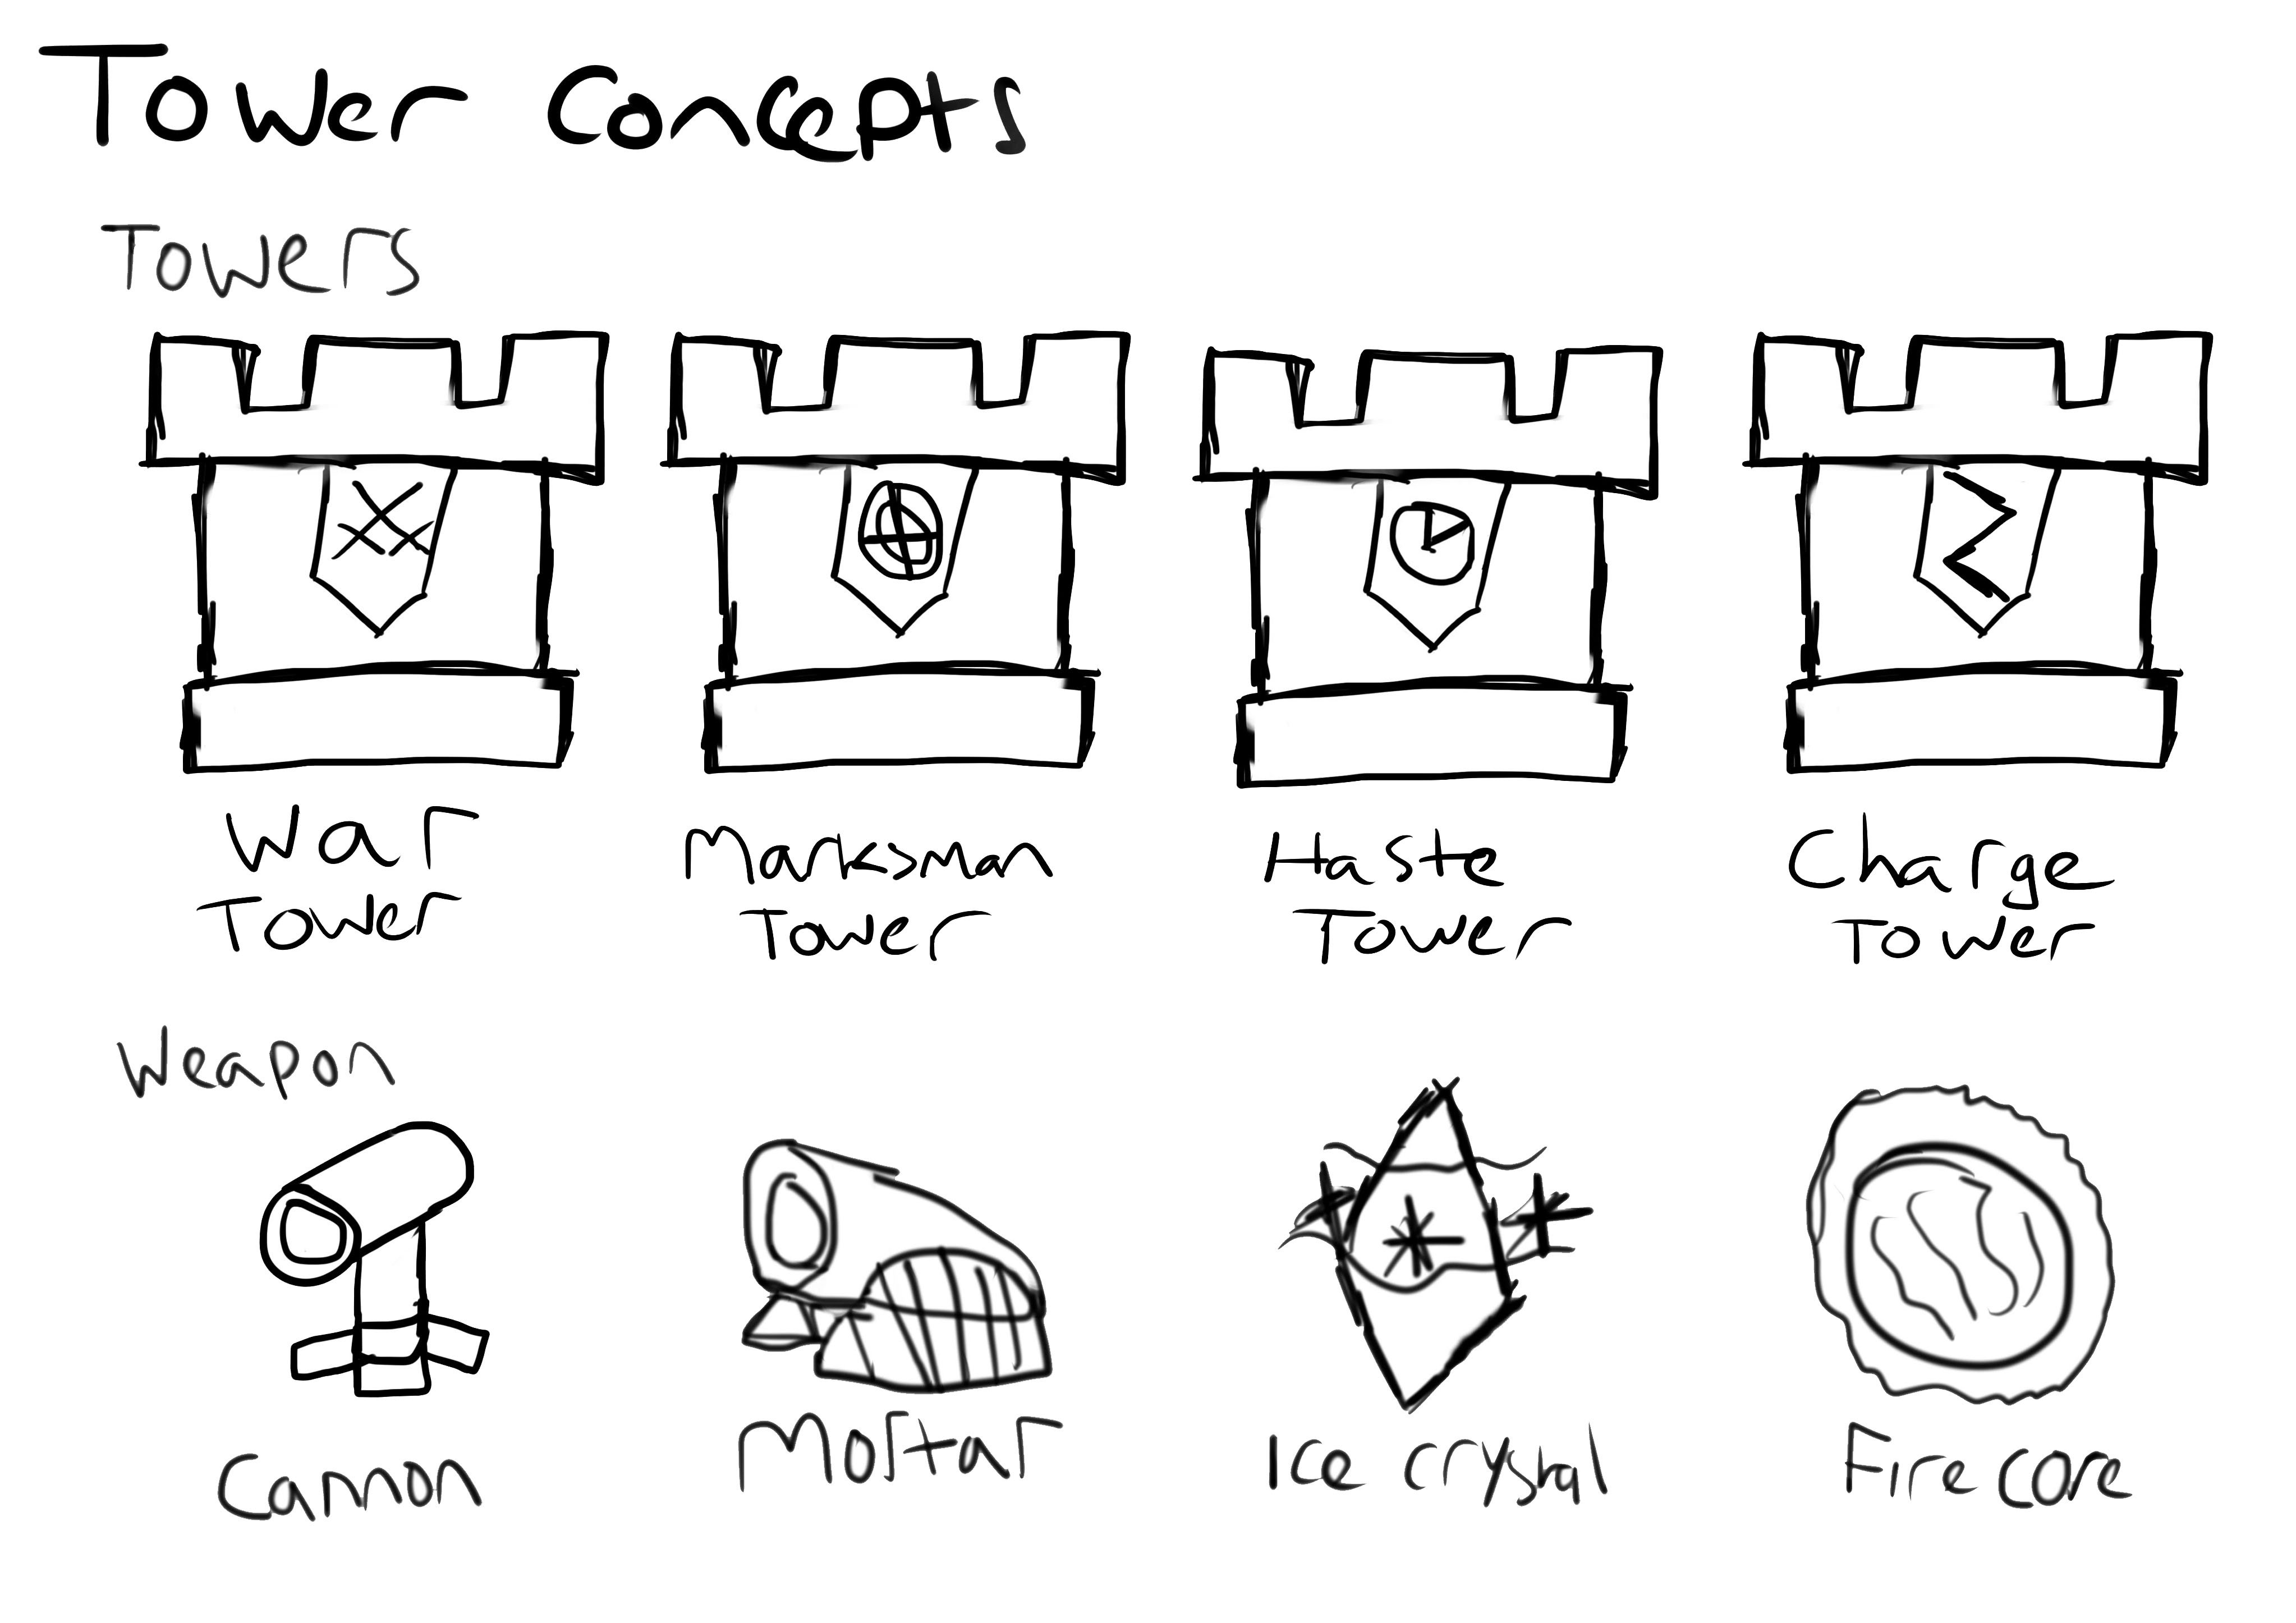 Tower Concepts
Towers
War
Tower
Marksman
Tower
Haste
Tower
Charge
Tower
Weapon
Cannon
Mortar
Ice crystal
Fire core